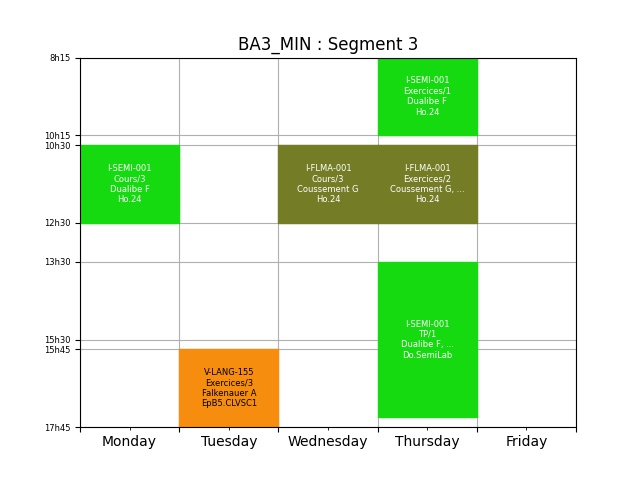 BA3_MIN : Segment 3
8h15
I-SEMI-001
Exercices/1
Dualibe F
Ho.24
10h15
10h30
I-SEMI-001
Cours/3
Dualibe F
Ho.24
I-FLMA-001
Cours/3
Coussement G
Ho.24
I-FLMA-001
Exercices/2
Coussement G, ...
Ho.24
12h30
13h30
I-SEMI-001
TP/1
Dualibe F, ...
Do.SemiLab
15h30
15h45
V-LANG-155
Exercices/3
Falkenauer A
EpB5.CLVSC1
17h45
Monday
Tuesday
Wednesday
Thursday
Friday